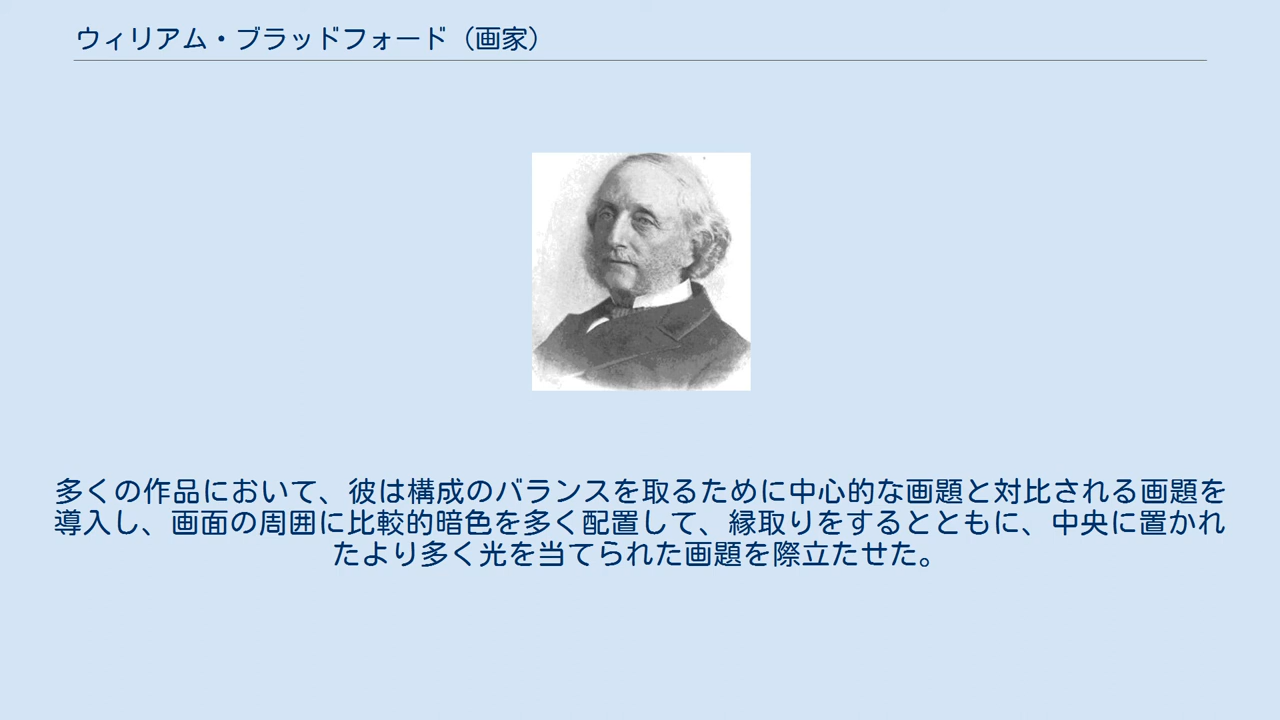 ウィリアム・ブラッドフォード（画家）
多くの作品において、彼は構成のバランスを取るために中心的な画題と対比される画題を
導入し、画面の周囲に比較的暗色を多く配置して、縁取りをするとともに、中央に置かれ
たより多く光を当てられた画題を際立たせた。